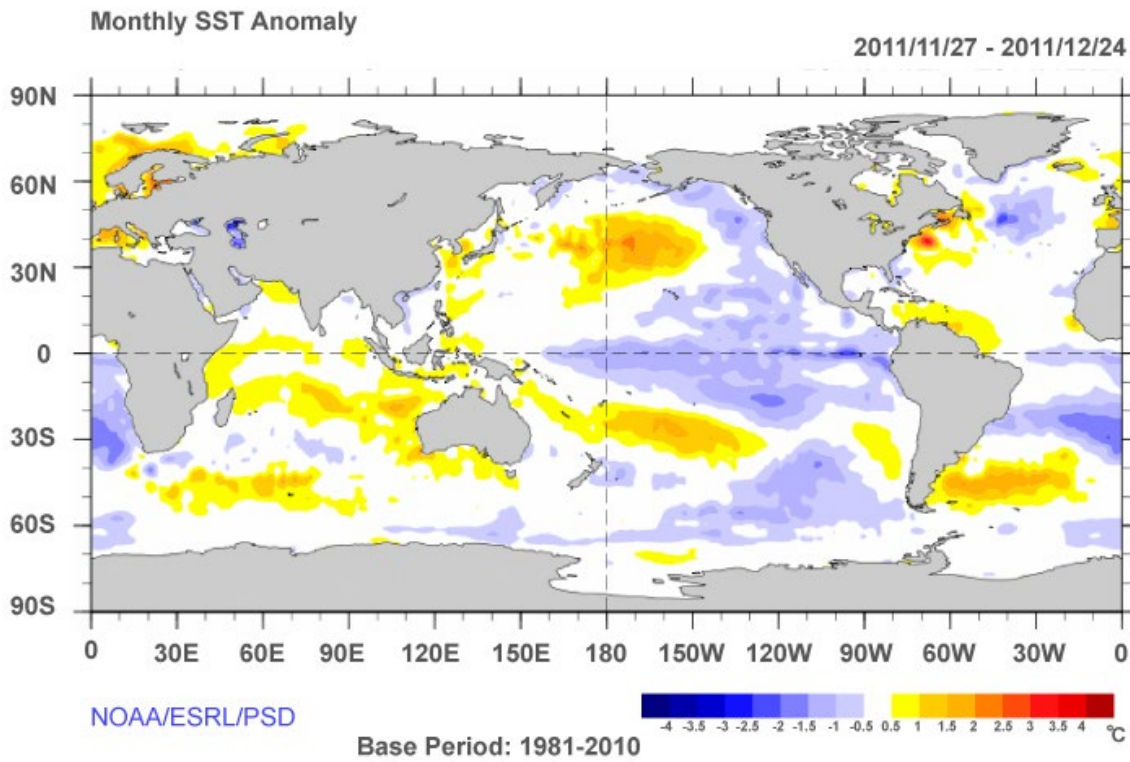 Monthly SST Anomaly
2011/11/27 - 2011/12/24
90N
60N
30N
0
30S
60S
90S
0 30E 60E 90E 120E 150E 180 150W 120W 90W 60W 30W 0
NOAA/ESRL/PSD
-4 -3.5 -3 -2.5 -2 -1.5 -1 -0.5 0.5 1 1.5 2 2.5 3 3.5 4 °C
Base Period: 1981-2010